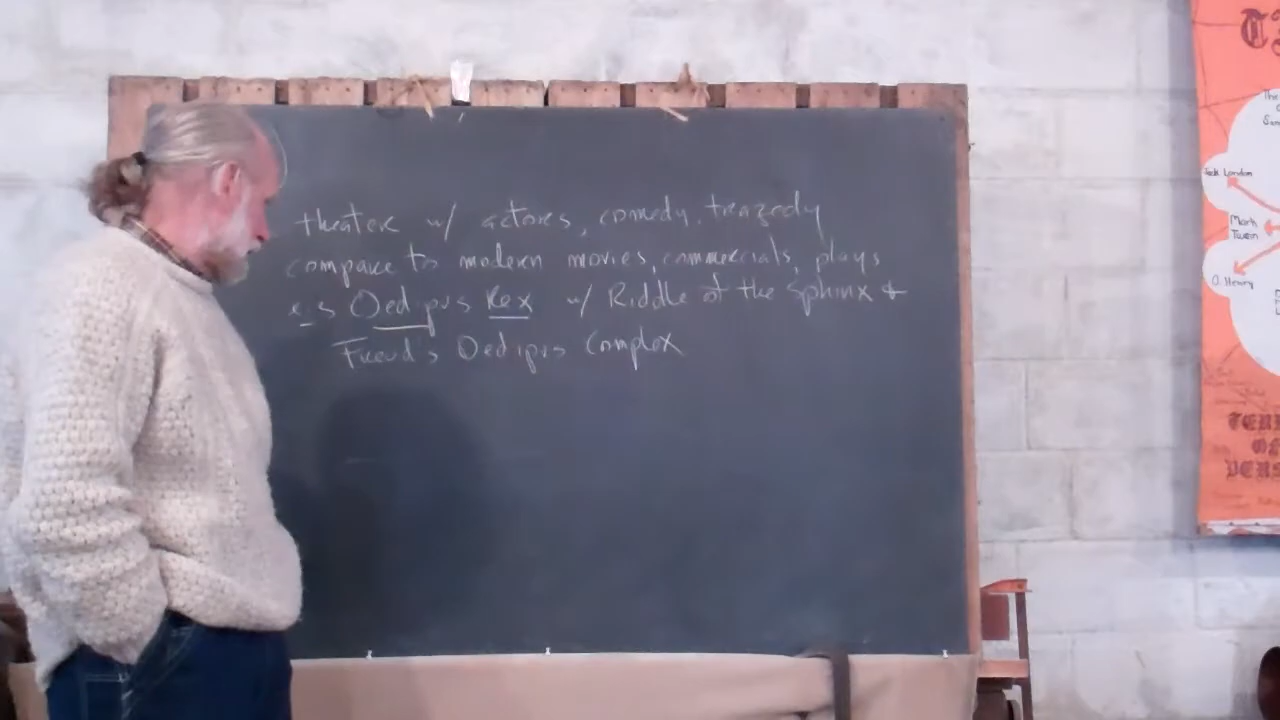 theater w/ actors, comedy, tragedy
compare to modern movies, commercials, plays
e.g Oedipus Rex w/ Riddle of the Sphinx +
Freud's Oedipus Complex
The
Jack London
Mark
Twain
O. Henry